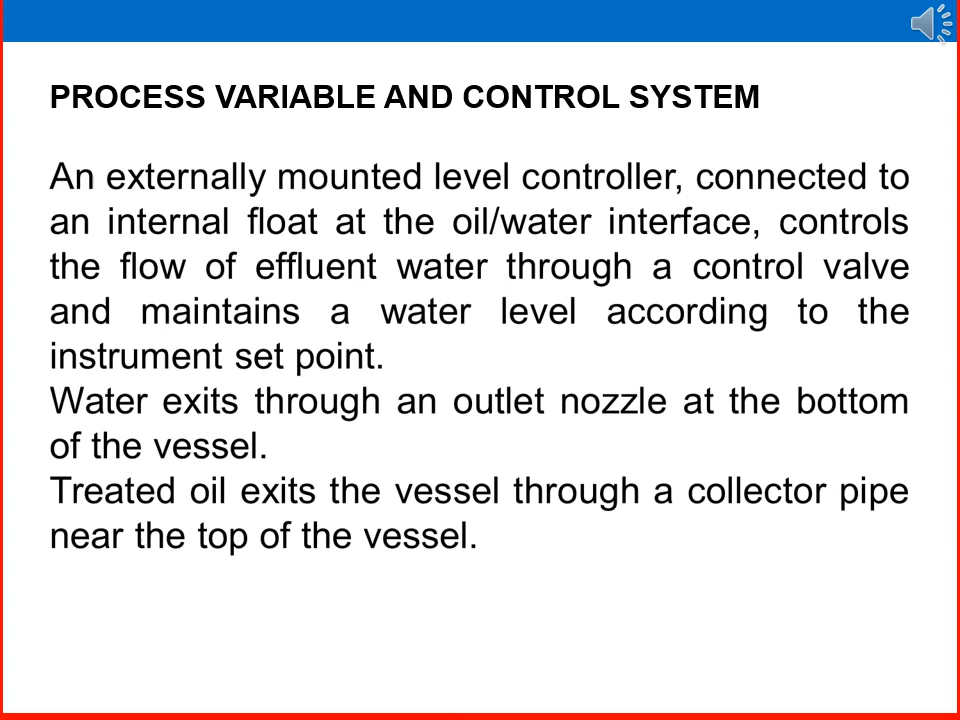 PROCESS VARIABLE AND CONTROL SYSTEM
An externally mounted level controller, connected to
an internal float at the oil/water interface, controls
the flow of effluent water through a control valve
and maintains a water level according to the
instrument set point.
Water exits through an outlet nozzle at the bottom
of the vessel.
Treated oil exits the vessel through a collector pipe
near the top of the vessel.